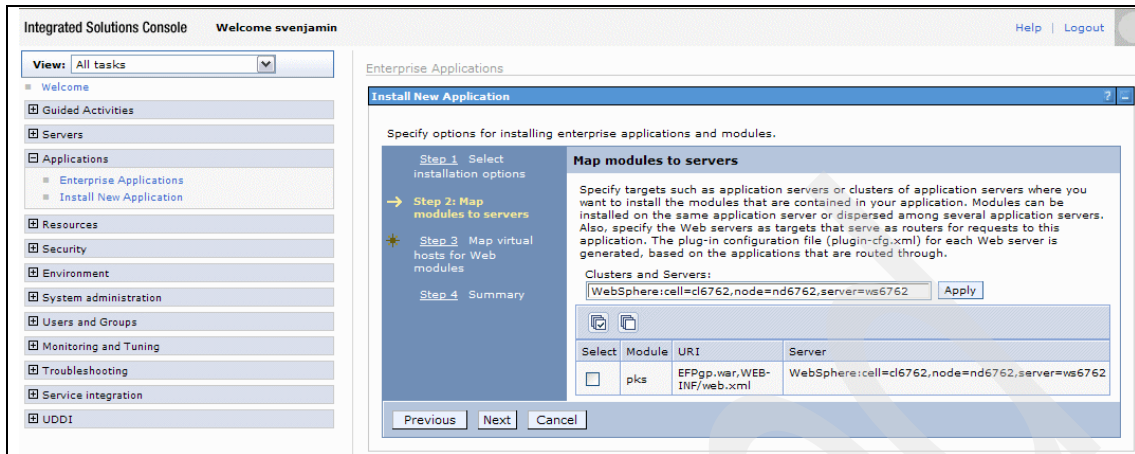 Integrated Solutions Console Welcome svenjamin
Help | Logout
View: All tasks
Welcome
Guided Activities
Servers
Applications
Enterprise Applications
Install New Application
Resources
Security
Environment
System administration
Users and Groups
Monitoring and Tuning
Troubleshooting
Service integration
UDDI
Enterprise Applications
Install New Application
? _
Specify options for installing enterprise applications and modules.
Step 1 Select
installation options
Step 2: Map
modules to servers
Step 3 Map virtual
hosts for Web
modules
Step 4 Summary
Map modules to servers
Specify targets such as application servers or clusters of application servers where you
want to install the modules that are contained in your application. Modules can be
installed on the same application server or dispersed among several application servers.
Also, specify the Web servers as targets that serve as routers for requests to this
application. The plug-in configuration file (plugin-cfg.xml) for each Web server is
generated, based on the applications that are routed through.
Clusters and Servers:
WebSphere:cell=cl6762,node=nd6762,server=ws6762 Apply
Select Module URI Server
pks EFPgp.war,WEB- WebSphere:cell=cl6762,node=nd6762,server=ws6762
INF/web.xml
Previous Next Cancel